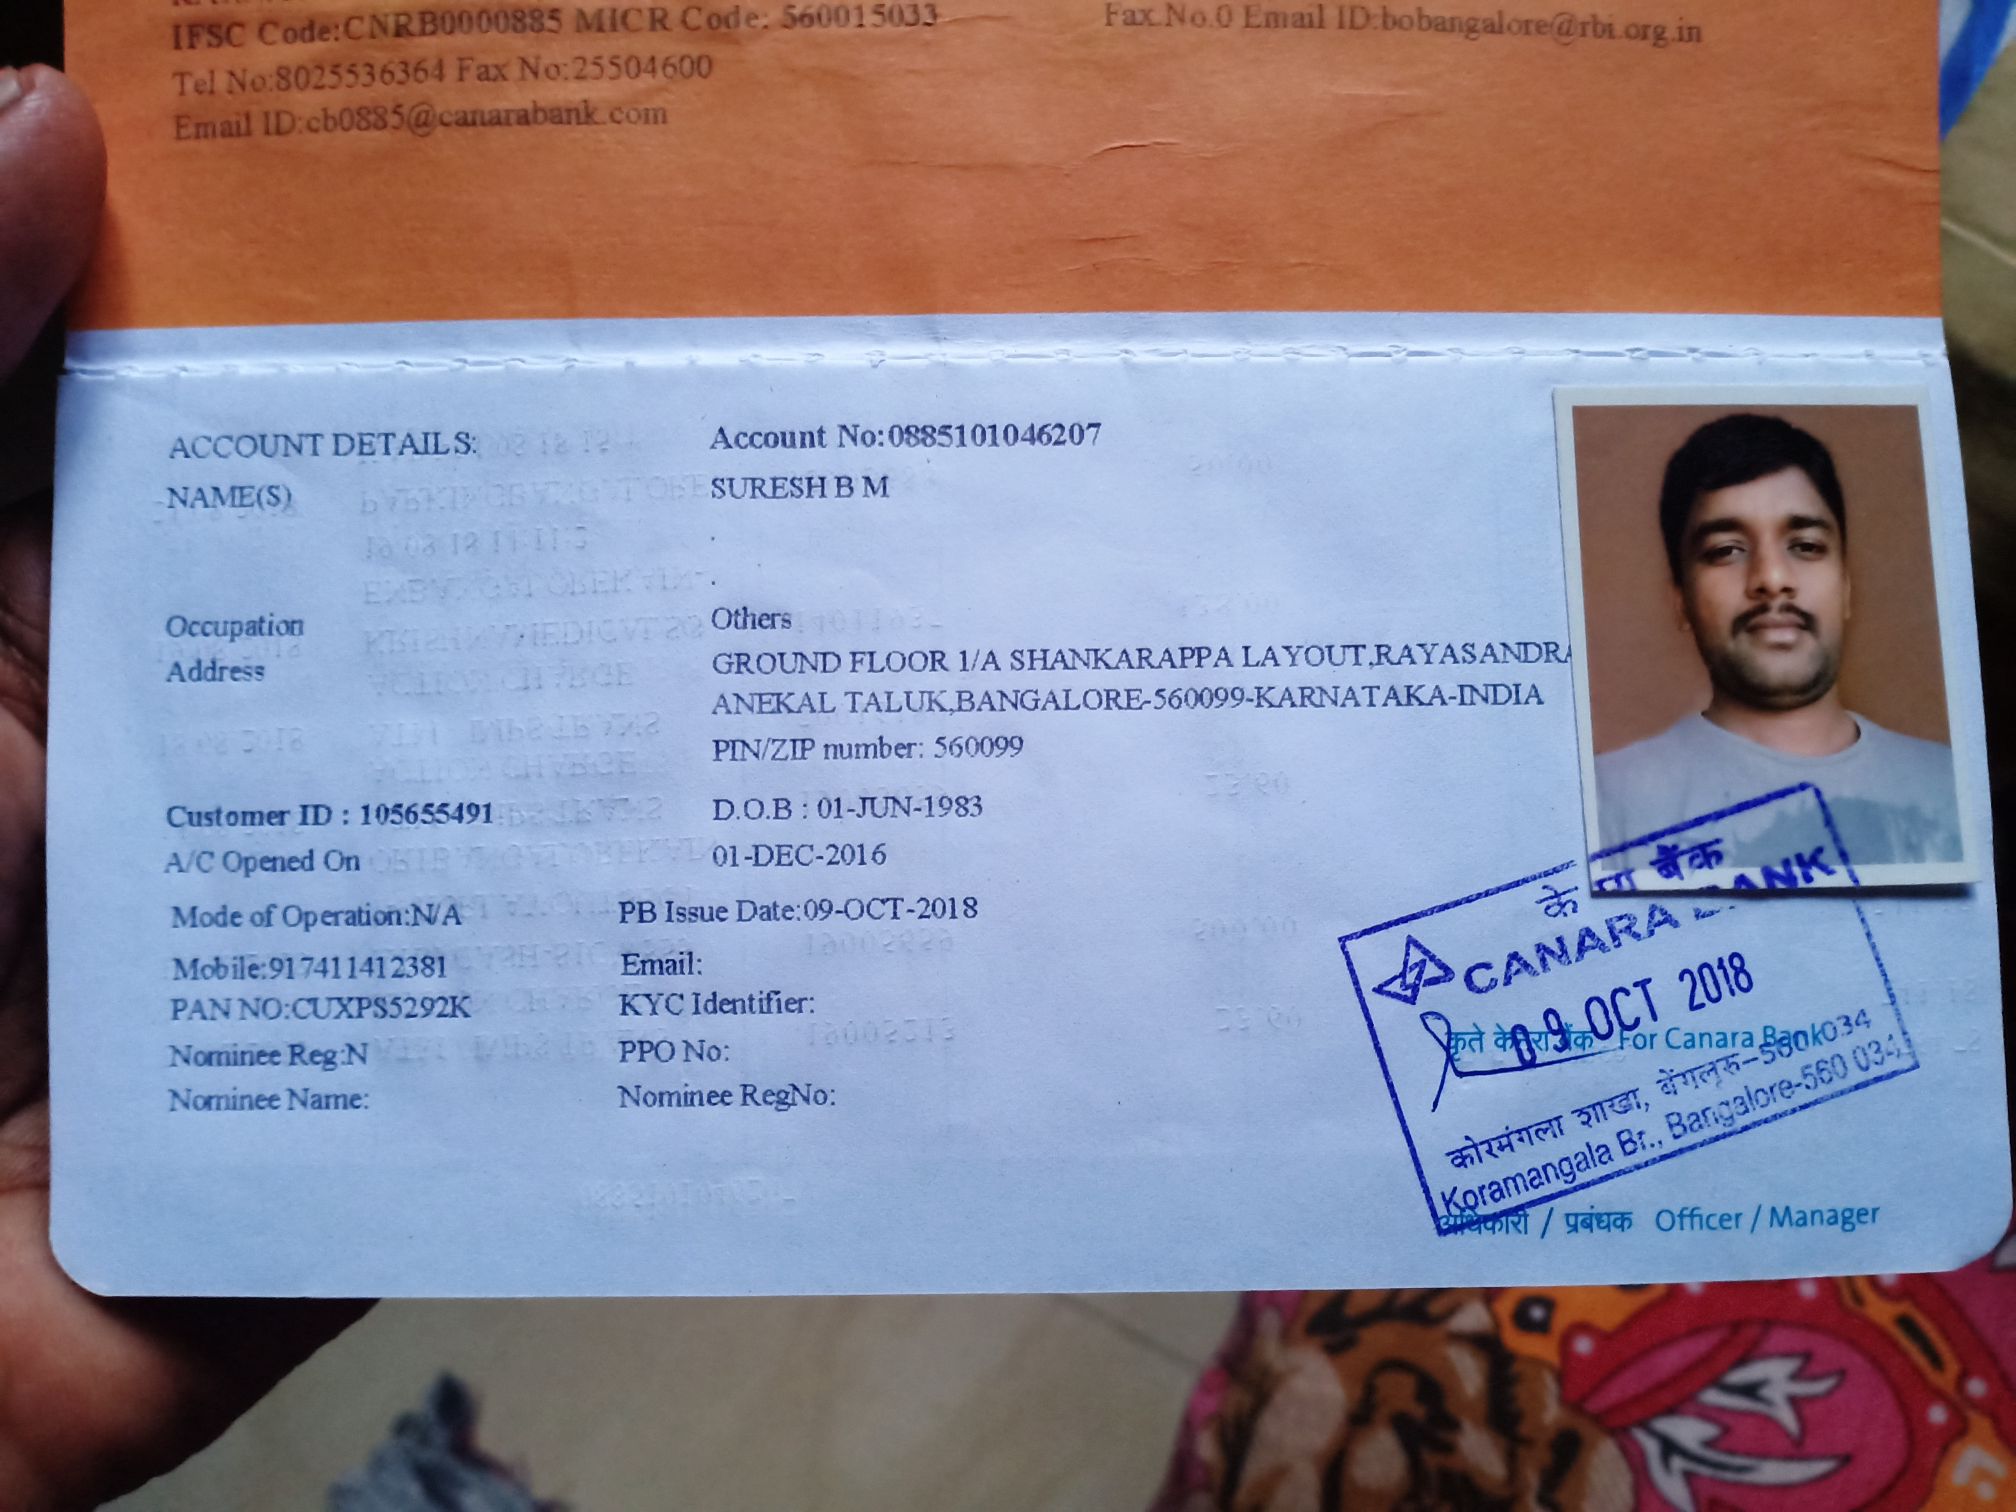 IFSC Code:CNRB0000885 MICR Code: 560015033
Tel No:8025536364 Fax No:25504600
Email ID:cb0885@canarabank.com
Fax No.0 Email ID:bobangalore@rbi.org.in
ACCOUNT DETAILS: Account No:0885101046207
NAME(S) SURESH B M
Occupation Others
Address GROUND FLOOR 1/A SHANKARAPPA LAYOUT,RAYASANDRA
ANEKAL TALUK,BANGALORE-560099-KARNATAKA-INDIA
PIN/ZIP number: 560099
Customer ID : 105655491 D.O.B : 01-JUN-1983
A/C Opened On 01-DEC-2016
Mode of Operation:N/A PB Issue Date:09-OCT-2018
Mobile:917411412381 Email:
PAN NO:CUXPS5292K KYC Identifier:
Nominee Reg:N PPO No:
Nominee Name: Nominee RegNo:
बैंक
CANARA BANK
09 OCT 2018
कृते केनरा बैंक For Canara Bank
कोरमंगला शाखा, बेंगलूरु-560 034
Koramangala Br., Bangalore-560 034
अधिकारी / प्रबंधक Officer / Manager